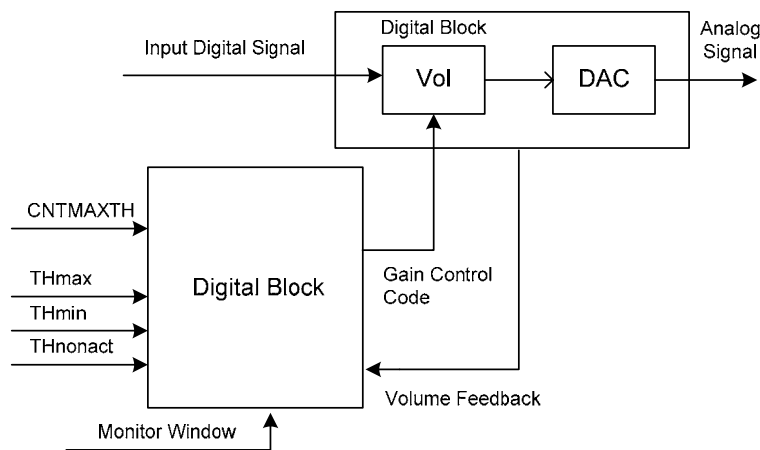 Digital Block
Analog
Signal
Input Digital Signal
Vol
DAC
CNTMAXTH
THmax
THmin
THnonact
Digital Block
Gain Control
Code
Volume Feedback
Monitor Window